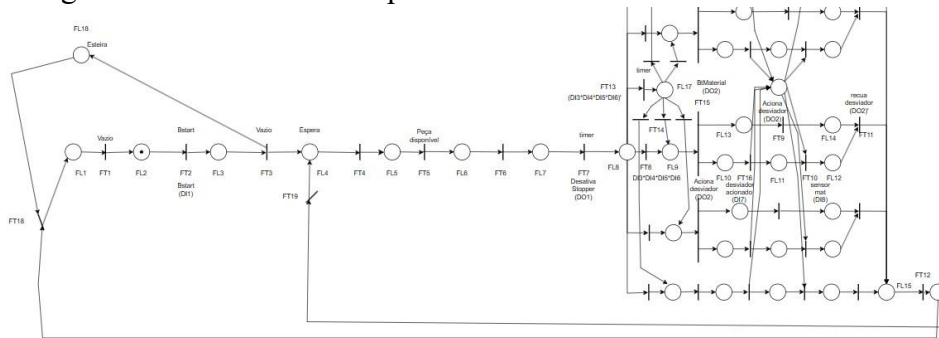 FL18
Esteira
Vazio
FT1
Bstart
FT2
Bstart
(DI1)
Vazio
FT3
Espera
FT19
FT18
FL1
FL2
FL3
FL4
FT4
FL5
Peça
disponível
FT5
FL6
FT6
FL7
timer
FT7
Desativa
Stopper
(DO1)
FL8
timer
FT13
(DI3*DI4*DI5*DI6)'
FL17
FT14
FT15
FT8
FL9
DI3*DI4*DI5*DI6
BtMaterial
(DO2)
FL13
Aciona
desviador
(DO2)
FL10
FT16
desviador
acionado
(DI7)
Aciona
desviador
(DO2)
FT9
FL11
FT10
sensor
mat
(DI8)
FL14
FL12
recua
desviador
(DO2)'
FT11
FL15
FT12